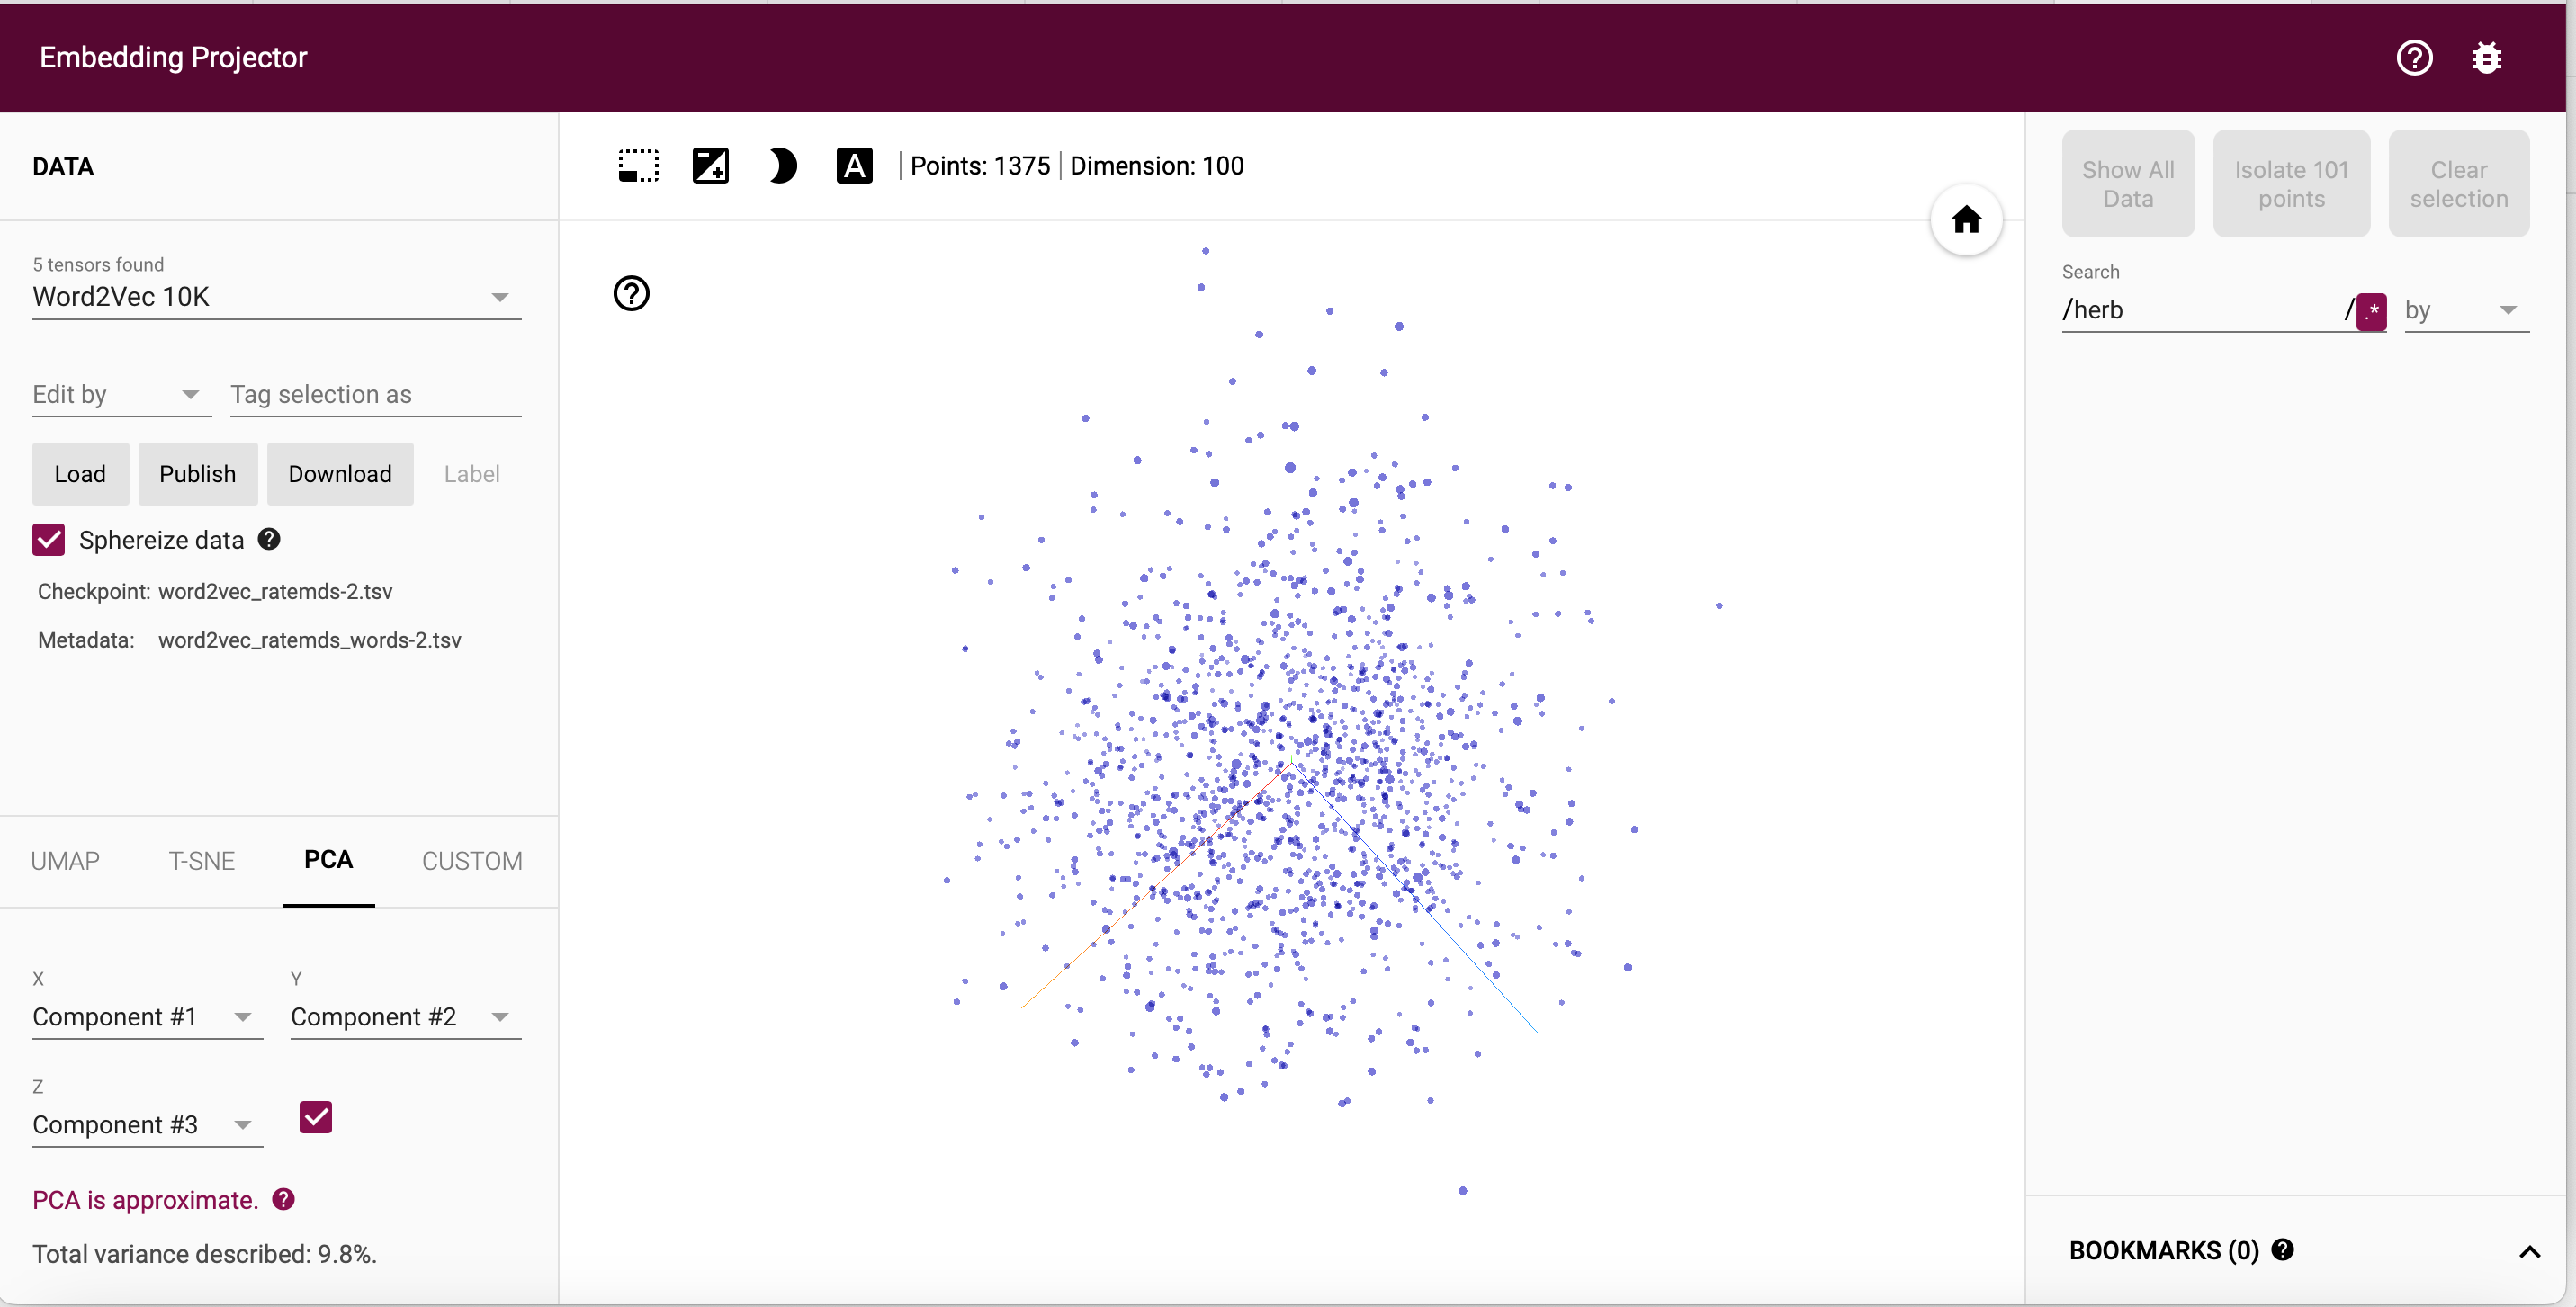 Embedding Projector
DATA
5 tensors found
Word2Vec 10K
Edit by
Tag selection as
Load
Publish
Download
Label
Sphereize data
Checkpoint: word2vec_ratemds-2.tsv
Metadata: word2vec_ratemds_words-2.tsv
UMAP
T-SNE
PCA
CUSTOM
X
Component #1
Y
Component #2
Z
Component #3
PCA is approximate.
Total variance described: 9.8%.
A
Points: 1375
Dimension: 100
Show All
Data
Isolate 101
points
Clear
selection
Search
/herb
/
.*
by
BOOKMARKS (0)